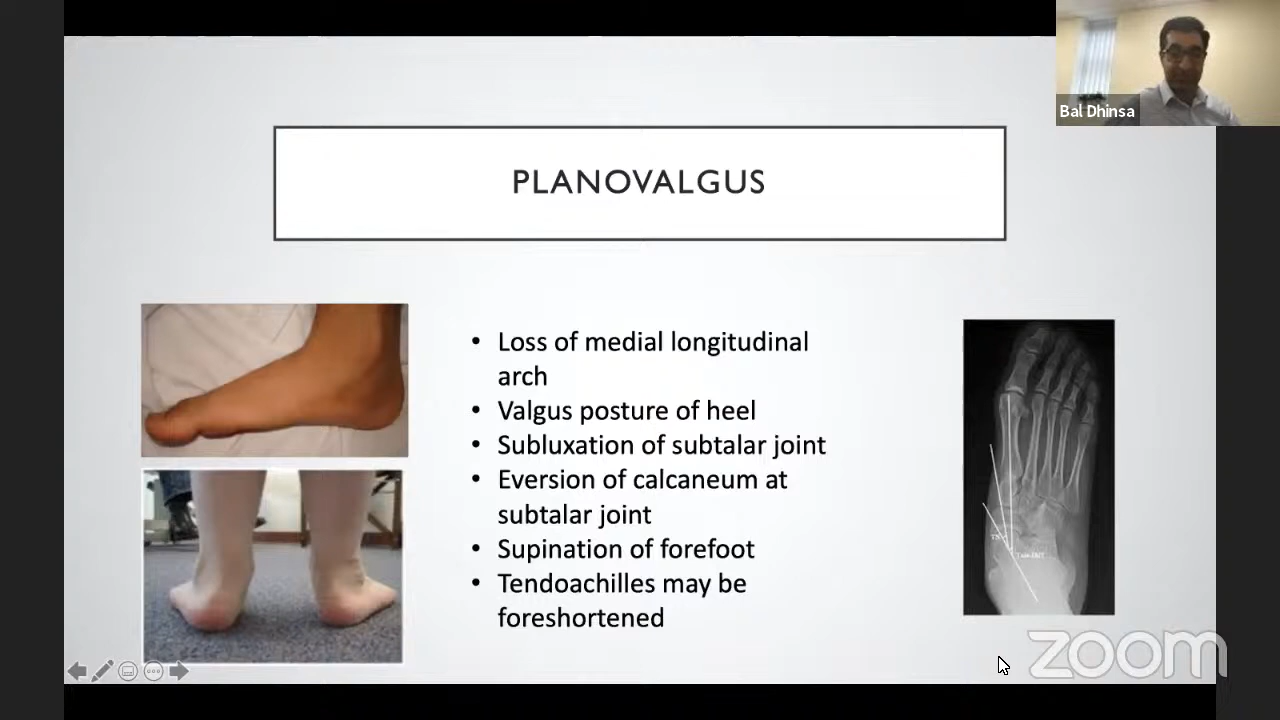 Bal Dhinsa
PLANOVALGUS
• Loss of medial longitudinal
arch
• Valgus posture of heel
• Subluxation of subtalar joint
• Eversion of calcaneum at
subtalar joint
• Supination of forefoot
• Tendoachilles may be
foreshortened
zoom